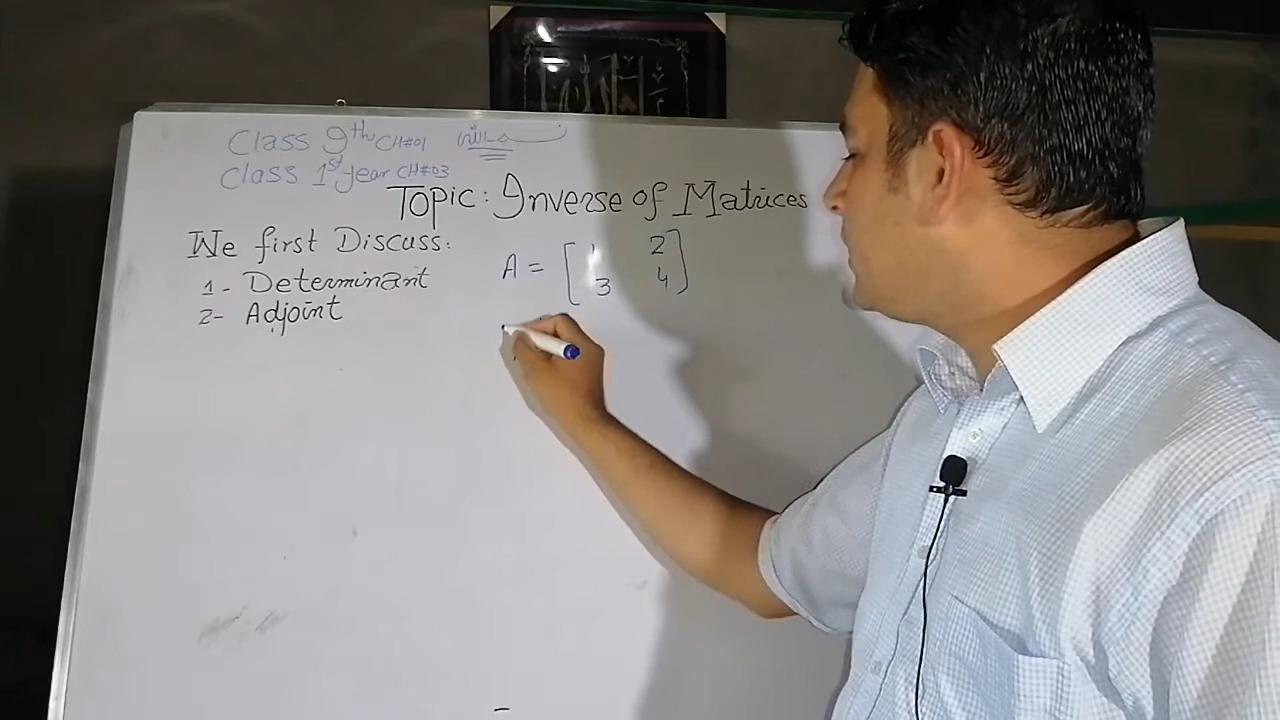 Class 9th CH#01
Class 1st year CH#03
Topic: Inverse of Matrices
We first Discuss:
1- Determinant
2- Adjoint
A = [ 1 2
3 4 ]